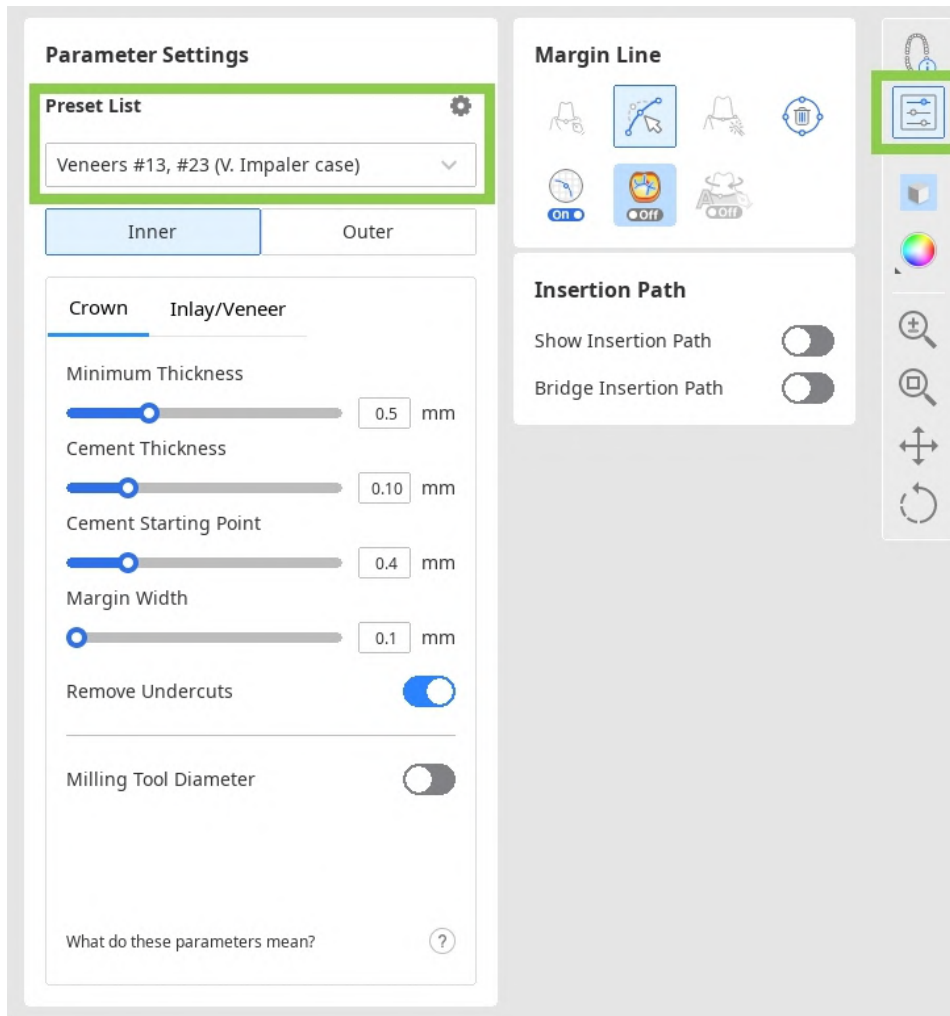 Parameter Settings
Preset List
Veneers #13, #23 (V. Impaler case)
Inner
Outer
Crown
Inlay/Veneer
Minimum Thickness
0.5 mm
Cement Thickness
0.10 mm
Cement Starting Point
0.4 mm
Margin Width
0.1 mm
Remove Undercuts
Milling Tool Diameter
What do these parameters mean?
?
Margin Line
On
Off
A Off
Insertion Path
Show Insertion Path
Bridge Insertion Path